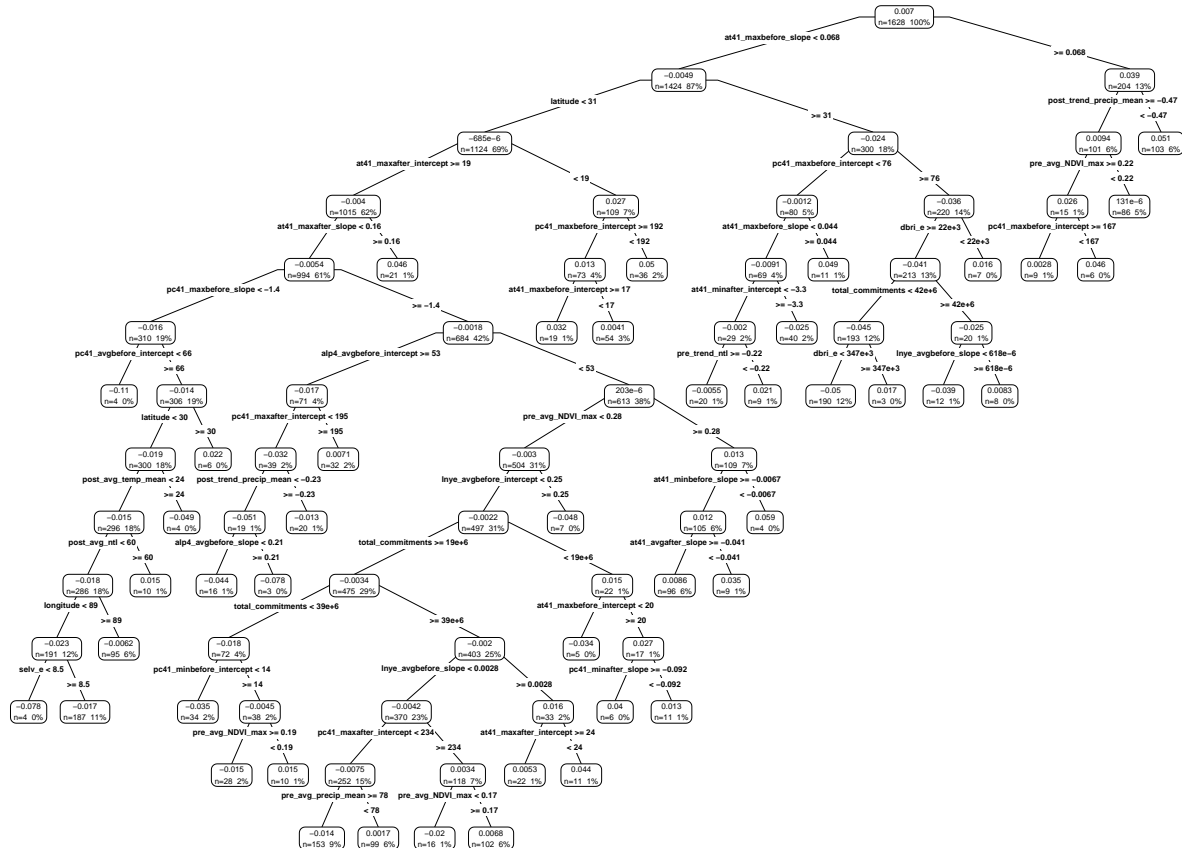 0.007
n=1628 100%
at41_maxbefore_slope < 0.068
>= 0.068
−0.0049
n=1424 87%
0.039
n=204 13%
latitude < 31
>= 31
post_trend_precip_mean >= −0.47
< −0.47
−685e−6
n=1124 69%
−0.024
n=300 18%
0.0094
n=101 6%
0.051
n=103 6%
at41_maxafter_intercept >= 19
< 19
pc41_maxbefore_intercept < 76
>= 76
pre_avg_NDVI_max >= 0.22
< 0.22
−0.004
n=1015 62%
0.027
n=109 7%
−0.0012
n=80 5%
−0.036
n=220 14%
0.026
n=15 1%
131e−6
n=86 5%
at41_maxafter_slope < 0.16
>= 0.16
pc41_maxbefore_intercept >= 192
< 192
at41_maxbefore_slope < 0.044
>= 0.044
dbri_e >= 22e+3
< 22e+3
pc41_maxbefore_intercept >= 167
< 167
−0.0054
n=994 61%
0.046
n=21 1%
0.013
n=73 4%
0.05
n=36 2%
−0.0091
n=69 4%
0.049
n=11 1%
−0.041
n=213 13%
0.016
n=7 0%
0.0028
n=9 1%
0.046
n=6 0%
pc41_maxbefore_slope < −1.4
>= −1.4
at41_maxbefore_intercept >= 17
< 17
at41_minafter_intercept < −3.3
>= −3.3
total_commitments < 42e+6
>= 42e+6
−0.016
n=310 19%
−0.0018
n=684 42%
0.032
n=19 1%
0.0041
n=54 3%
−0.002
n=29 2%
−0.025
n=40 2%
−0.045
n=193 12%
−0.025
n=20 1%
pc41_avgbefore_intercept < 66
>= 66
alp4_avgbefore_intercept >= 53
< 53
pre_trend_ntl >= −0.22
< −0.22
dbri_e < 347e+3
>= 347e+3
lnye_avgbefore_slope < 618e−6
>= 618e−6
−0.11
n=4 0%
−0.014
n=306 19%
−0.017
n=71 4%
203e−6
n=613 38%
−0.0055
n=20 1%
0.021
n=9 1%
−0.05
n=190 12%
0.017
n=3 0%
−0.039
n=12 1%
0.0083
n=8 0%
latitude < 30
>= 30
pc41_maxafter_intercept < 195
>= 195
pre_avg_NDVI_max < 0.28
>= 0.28
−0.019
n=300 18%
0.022
n=6 0%
−0.032
n=39 2%
0.0071
n=32 2%
−0.003
n=504 31%
0.013
n=109 7%
post_avg_temp_mean < 24
>= 24
post_trend_precip_mean < −0.23
>= −0.23
lnye_avgbefore_intercept < 0.25
>= 0.25
at41_minbefore_slope >= −0.0067
< −0.0067
−0.015
n=296 18%
−0.049
n=4 0%
−0.051
n=19 1%
−0.013
n=20 1%
−0.0022
n=497 31%
−0.048
n=7 0%
0.012
n=105 6%
0.059
n=4 0%
post_avg_ntl < 60
>= 60
alp4_avgbefore_slope < 0.21
>= 0.21
total_commitments >= 19e+6
< 19e+6
at41_avgafter_slope >= −0.041
< −0.041
−0.018
n=286 18%
0.015
n=10 1%
−0.044
n=16 1%
−0.078
n=3 0%
−0.0034
n=475 29%
0.015
n=22 1%
0.0086
n=96 6%
0.035
n=9 1%
longitude < 89
>= 89
total_commitments < 39e+6
>= 39e+6
at41_maxbefore_intercept < 20
>= 20
−0.023
n=191 12%
−0.0062
n=95 6%
−0.018
n=72 4%
−0.002
n=403 25%
−0.034
n=5 0%
0.027
n=17 1%
selv_e < 8.5
>= 8.5
pc41_minbefore_intercept < 14
>= 14
lnye_avgbefore_slope < 0.0028
>= 0.0028
pc41_minafter_slope >= −0.092
< −0.092
−0.078
n=4 0%
−0.017
n=187 11%
−0.035
n=34 2%
−0.0045
n=38 2%
−0.0042
n=370 23%
0.016
n=33 2%
0.04
n=6 0%
0.013
n=11 1%
pre_avg_NDVI_max >= 0.19
< 0.19
pc41_maxafter_intercept < 234
>= 234
at41_maxafter_intercept >= 24
< 24
−0.015
n=28 2%
0.015
n=10 1%
−0.0075
n=252 15%
0.0034
n=118 7%
0.0053
n=22 1%
0.044
n=11 1%
pre_avg_precip_mean >= 78
< 78
pre_avg_NDVI_max < 0.17
>= 0.17
−0.014
n=153 9%
0.0017
n=99 6%
−0.02
n=16 1%
0.0068
n=102 6%